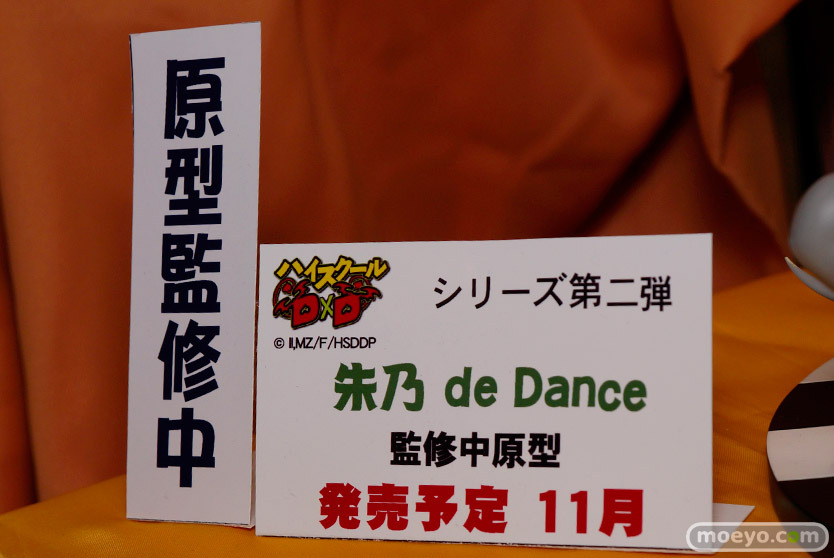 原型監修中
ハイスクール
D×D
シリーズ第二弾
© II,MZ/F/HSDDP
朱乃 de Dance
監修中原型
発売予定 11月
moeyo.com